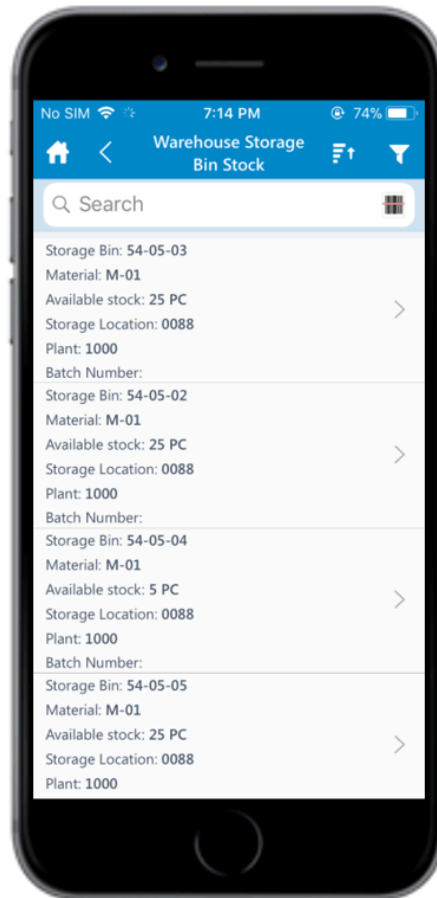 No SIM 7:14 PM 74%
Warehouse Storage
Bin Stock
Search
Storage Bin: 54-05-03
Material: M-01
Available stock: 25 PC
Storage Location: 0088
Plant: 1000
Batch Number:
Storage Bin: 54-05-02
Material: M-01
Available stock: 25 PC
Storage Location: 0088
Plant: 1000
Batch Number:
Storage Bin: 54-05-04
Material: M-01
Available stock: 5 PC
Storage Location: 0088
Plant: 1000
Batch Number:
Storage Bin: 54-05-05
Material: M-01
Available stock: 25 PC
Storage Location: 0088
Plant: 1000